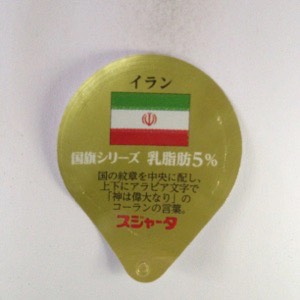 イラン
国旗シリーズ 乳脂肪5%
国の紋章を中央に配し、
上下にアラビア文字で
「神は偉大なり」の
コーランの言葉。
スジャータ